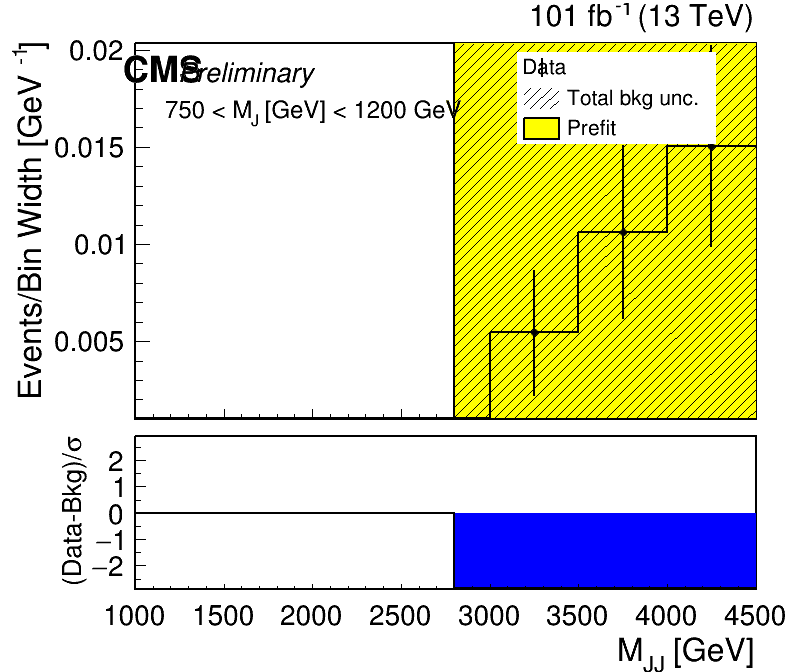 101 fb⁻¹ (13 TeV)
CMS Preliminary
750 < M_J [GeV] < 1200 GeV
Data
Total bkg unc.
Prefit
Events/Bin Width [GeV⁻¹]
0.02
0.015
0.01
0.005
(Data-Bkg)/σ
2
1
0
−1
−2
1000 1500 2000 2500 3000 3500 4000 4500
M_JJ [GeV]